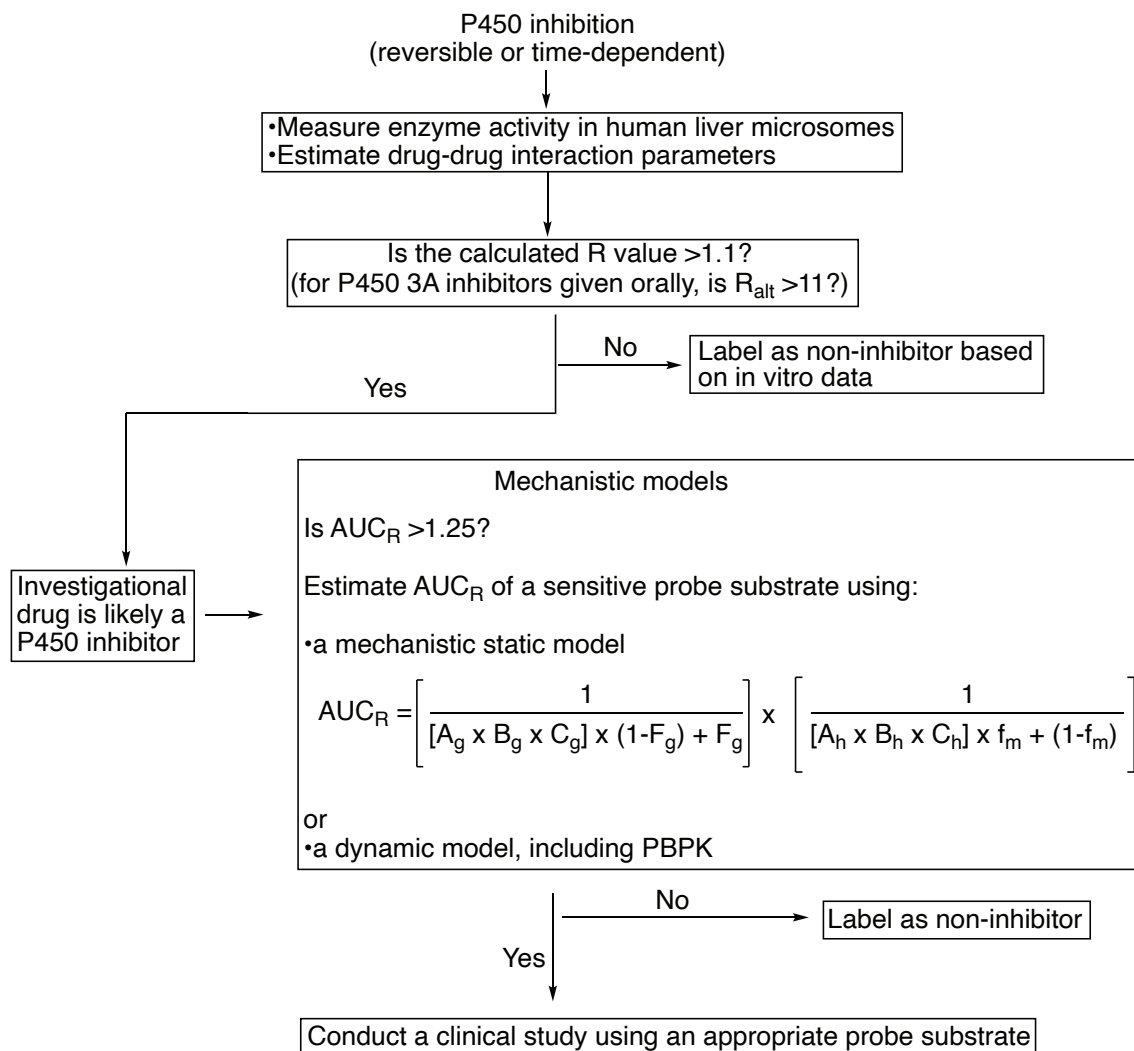 P450 inhibition
(reversible or time-dependent)
•Measure enzyme activity in human liver microsomes
•Estimate drug-drug interaction parameters
Is the calculated R value >1.1?
(for P450 3A inhibitors given orally, is R_alt >11?)
No
Label as non-inhibitor based
on in vitro data
Yes
Mechanistic models
Is AUC_R >1.25?
Investigational
drug is likely a
P450 inhibitor
Estimate AUC_R of a sensitive probe substrate using:
•a mechanistic static model
AUC_R = [ 1 / ([A_g x B_g x C_g] x (1-F_g) + F_g) ] x [ 1 / ([A_h x B_h x C_h] x f_m + (1-f_m)) ]
or
•a dynamic model, including PBPK
No
Label as non-inhibitor
Yes
Conduct a clinical study using an appropriate probe substrate